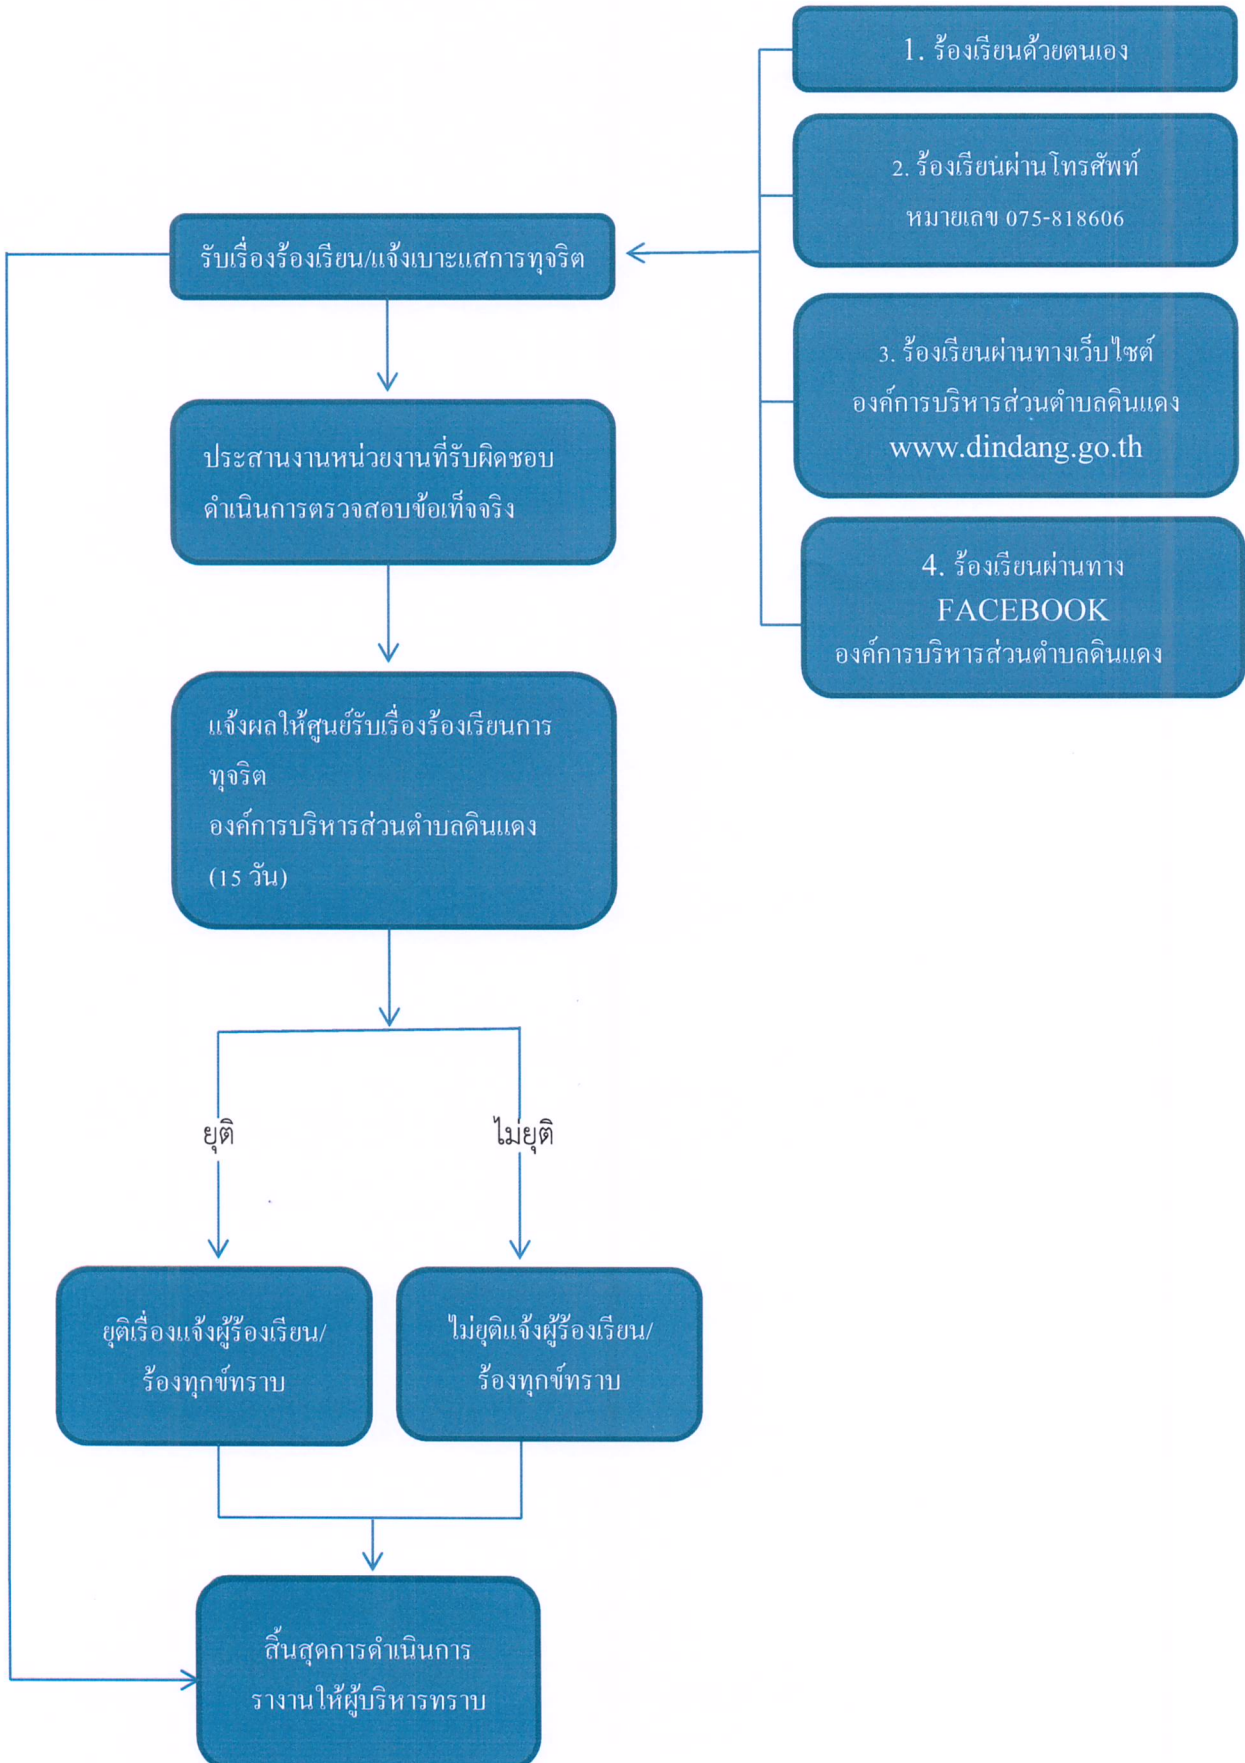 1. ร้องเรียนด้วยตนเอง
2. ร้องเรียนผ่านโทรศัพท์
หมายเลข 075-818606
3. ร้องเรียนผ่านทางเว็บไซต์
องค์การบริหารส่วนตำบลดินแดง
www.dindang.go.th
4. ร้องเรียนผ่านทาง
FACEBOOK
องค์การบริหารส่วนตำบลดินแดง
รับเรื่องร้องเรียน/แจ้งเบาะแสการทุจริต
ประสานงานหน่วยงานที่รับผิดชอบ
ดำเนินการตรวจสอบข้อเท็จจริง
แจ้งผลให้ศูนย์รับเรื่องร้องเรียนการ
ทุจริต
องค์การบริหารส่วนตำบลดินแดง
(15 วัน)
ยุติ
ไม่ยุติ
ยุติเรื่องแจ้งผู้ร้องเรียน/
ร้องทุกข์ทราบ
ไม่ยุติแจ้งผู้ร้องเรียน/
ร้องทุกข์ทราบ
สิ้นสุดการดำเนินการ
รางานให้ผู้บริหารทราบ